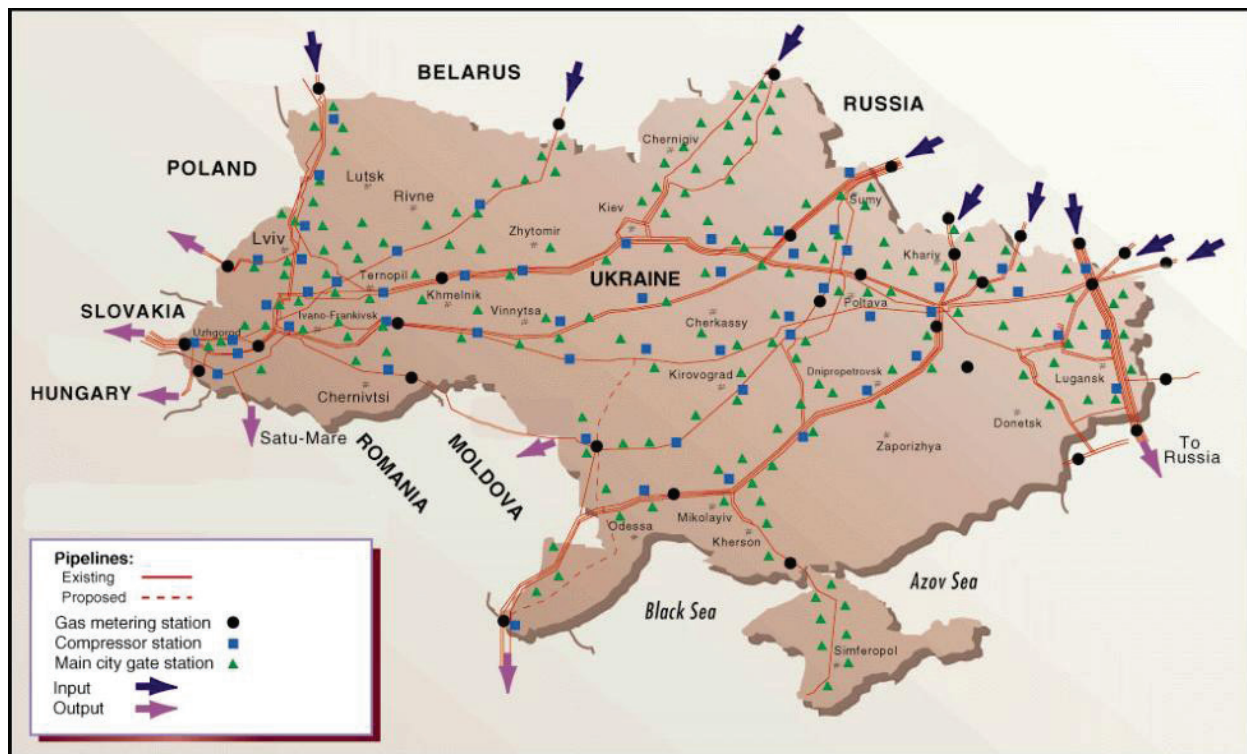 BELARUS
RUSSIA
POLAND
Chernigiv
Lutsk
Rivne
Sumy
Kiev
Zhytomir
Lviv
Khariv
Ternopil
UKRAINE
Khmelnik
Poltava
SLOVAKIA
Vinnytsa
Cherkassy
Ivano-Frankivsk
Uzhgorod
Kirovograd
Dnipropetrovsk
Lugansk
HUNGARY
Chernivtsi
Donetsk
Satu-Mare
Zaporizhya
To
Russia
ROMANIA
MOLDOVA
Mikolayiv
Odessa
Kherson
Azov Sea
Black Sea
Simferopol
Pipelines:
Existing
Proposed
Gas metering station
Compressor station
Main city gate station
Input
Output